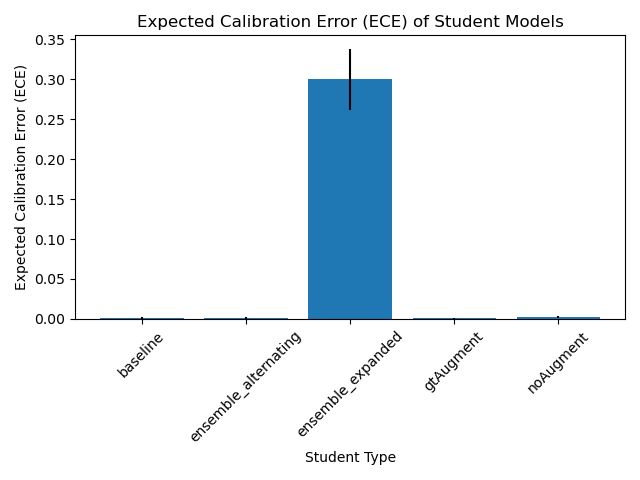 Expected Calibration Error (ECE) of Student Models
Expected Calibration Error (ECE)
0.35
0.30
0.25
0.20
0.15
0.10
0.05
0.00
baseline
ensemble_alternating
ensemble_expanded
gtAugment
noAugment
Student Type